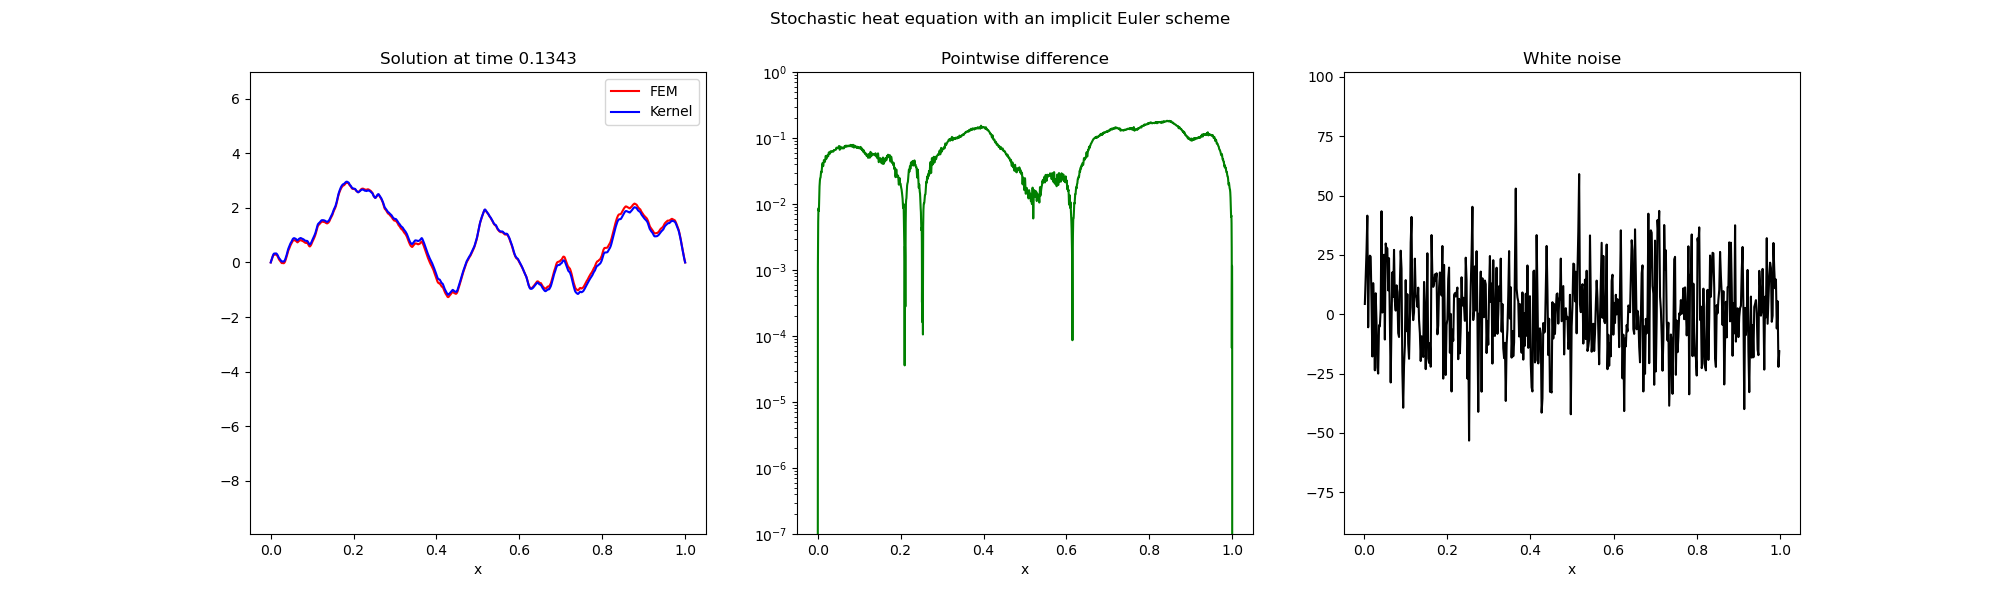 Stochastic heat equation with an implicit Euler scheme
Solution at time 0.1343
6
4
2
0
−2
−4
−6
−8
0.0 0.2 0.4 0.6 0.8 1.0
x
FEM
Kernel
Pointwise difference
10⁰
10⁻¹
10⁻²
10⁻³
10⁻⁴
10⁻⁵
10⁻⁶
10⁻⁷
0.0 0.2 0.4 0.6 0.8 1.0
x
White noise
100
75
50
25
0
−25
−50
−75
0.0 0.2 0.4 0.6 0.8 1.0
x